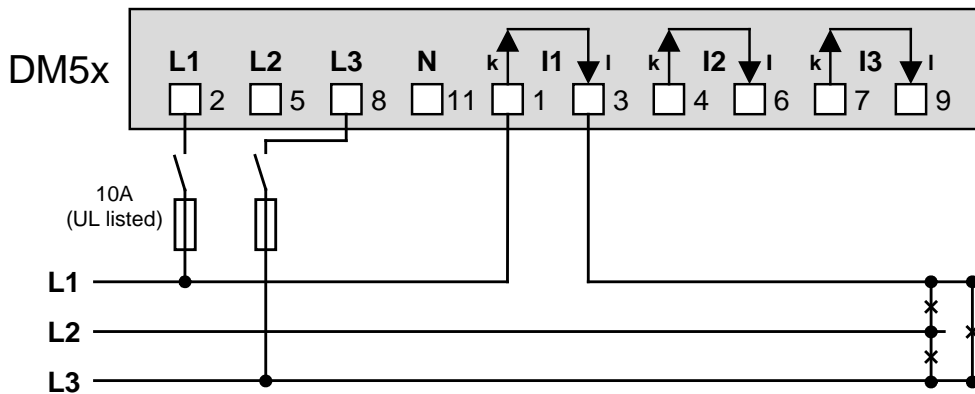 DM5x
L1 L2 L3 N k I1 l k I2 l k I3 l
2 5 8 11 1 3 4 6 7 9
10A
(UL listed)
L1
L2
L3